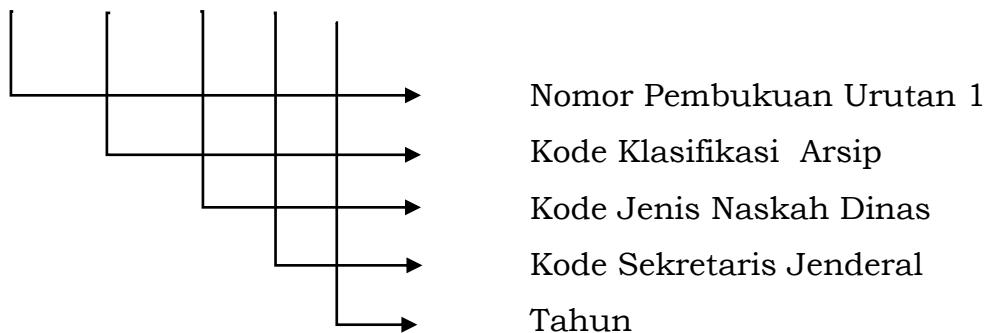 Nomor Pembukuan Urutan 1
Kode Klasifikasi Arsip
Kode Jenis Naskah Dinas
Kode Sekretaris Jenderal
Tahun